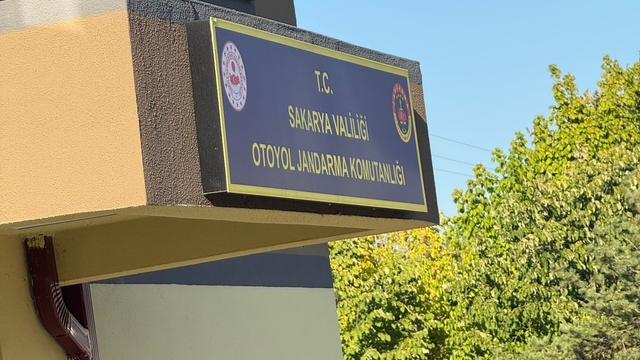 T.C.
SAKARYA VALİLİĞİ
OTOYOL JANDARMA KOMUTANLIĞI